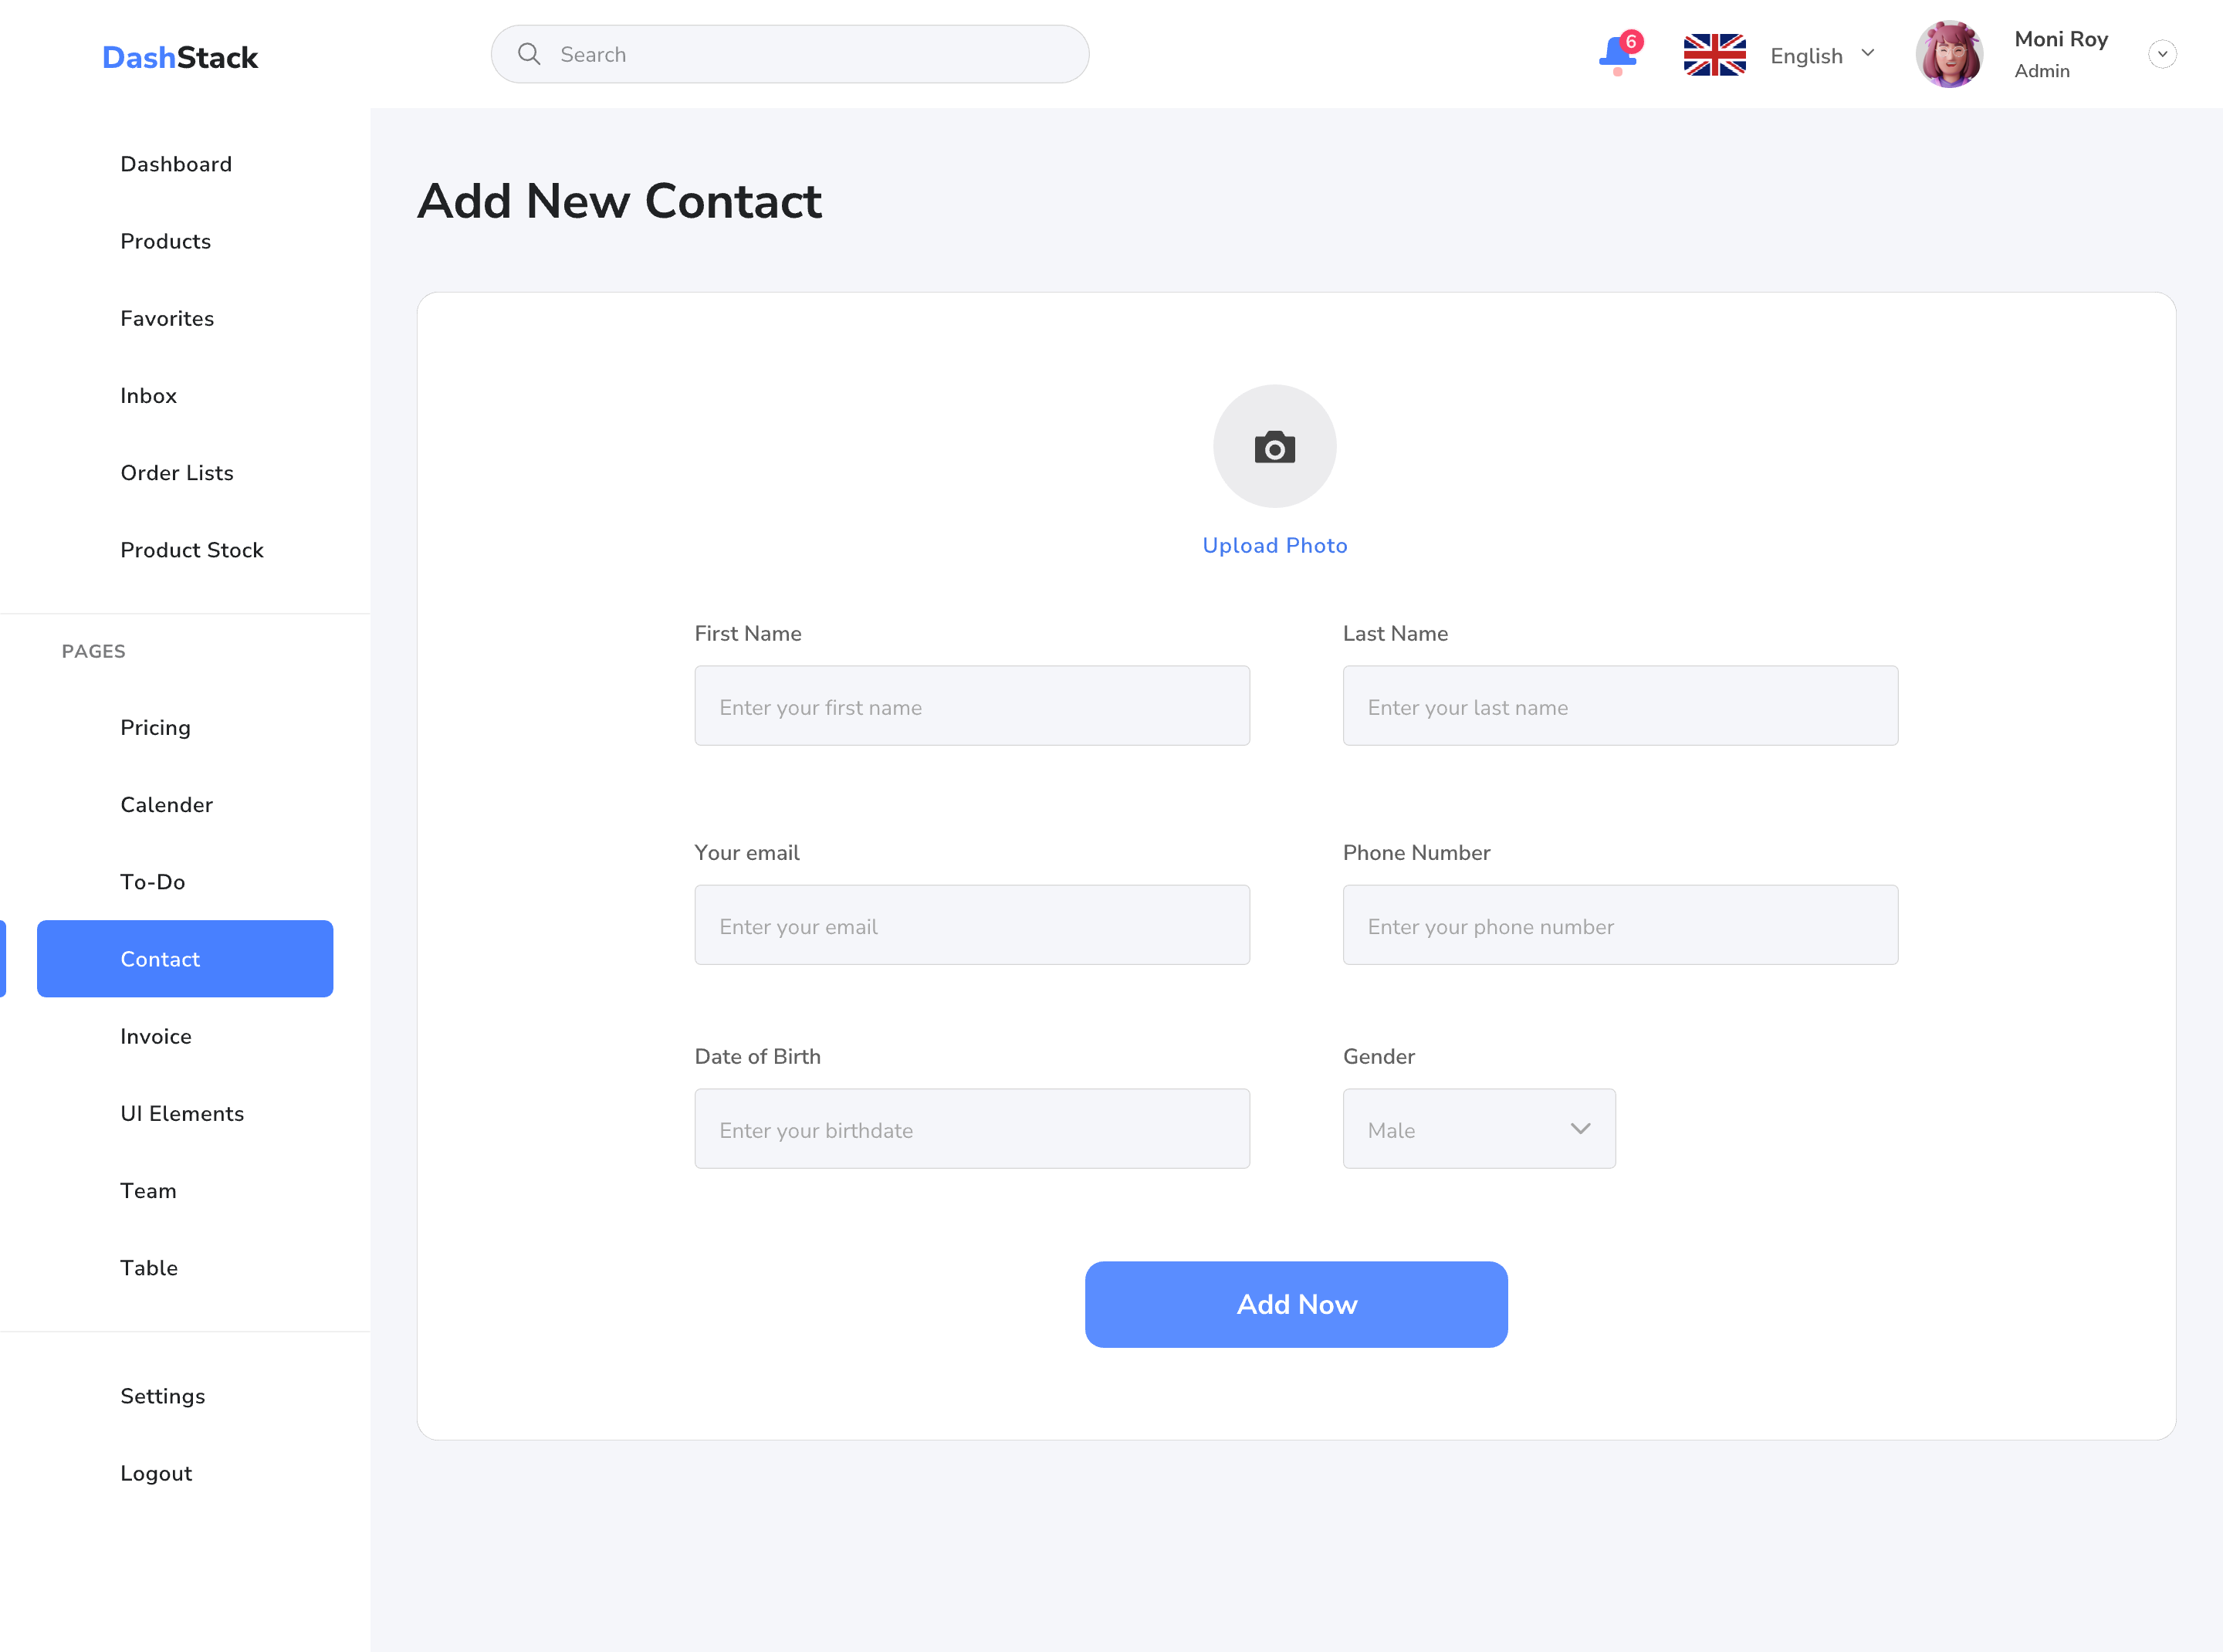 DashStack
Search
6
English
Moni Roy
Admin
Dashboard
Products
Favorites
Inbox
Order Lists
Product Stock
PAGES
Pricing
Calender
To-Do
Contact
Invoice
UI Elements
Team
Table
Settings
Logout
Add New Contact
Upload Photo
First Name
Enter your first name
Last Name
Enter your last name
Your email
Enter your email
Phone Number
Enter your phone number
Date of Birth
Enter your birthdate
Gender
Male
Add Now